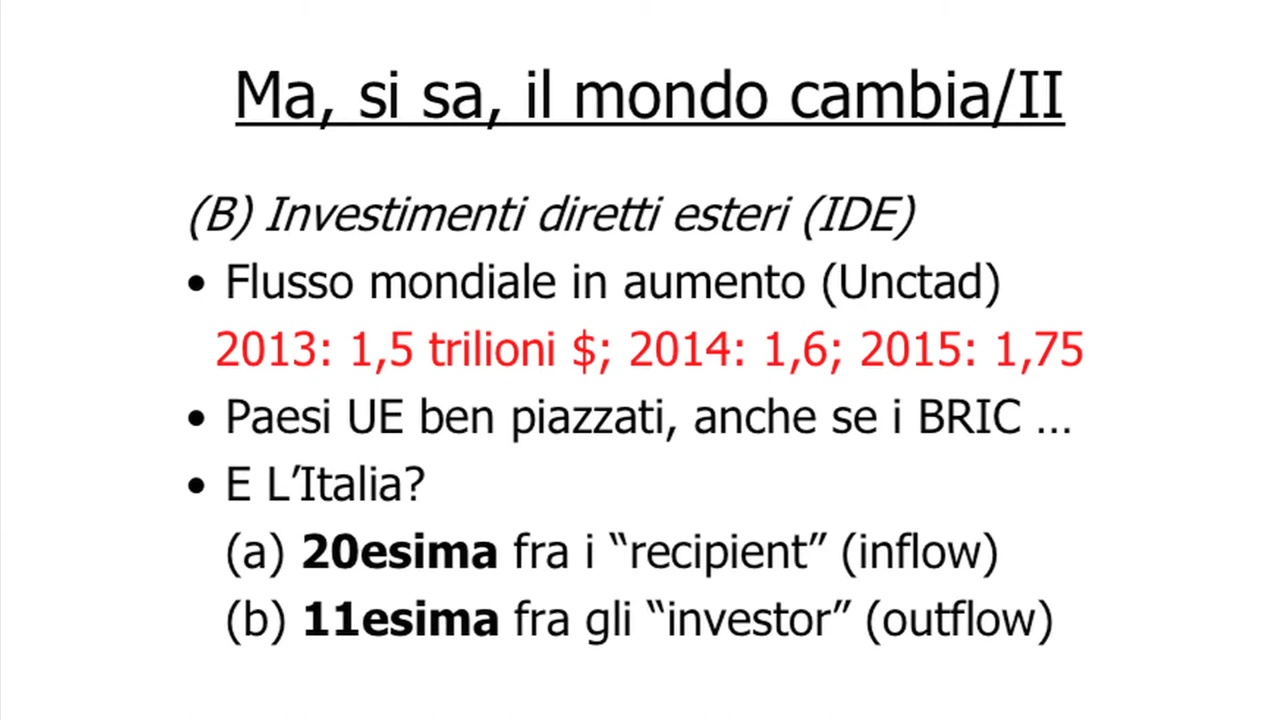 Ma, si sa, il mondo cambia/II
(B) Investimenti diretti esteri (IDE)
• Flusso mondiale in aumento (Unctad)
2013: 1,5 trilioni $; 2014: 1,6; 2015: 1,75
• Paesi UE ben piazzati, anche se i BRIC …
• E L’Italia?
(a) 20esima fra i “recipient” (inflow)
(b) 11esima fra gli “investor” (outflow)